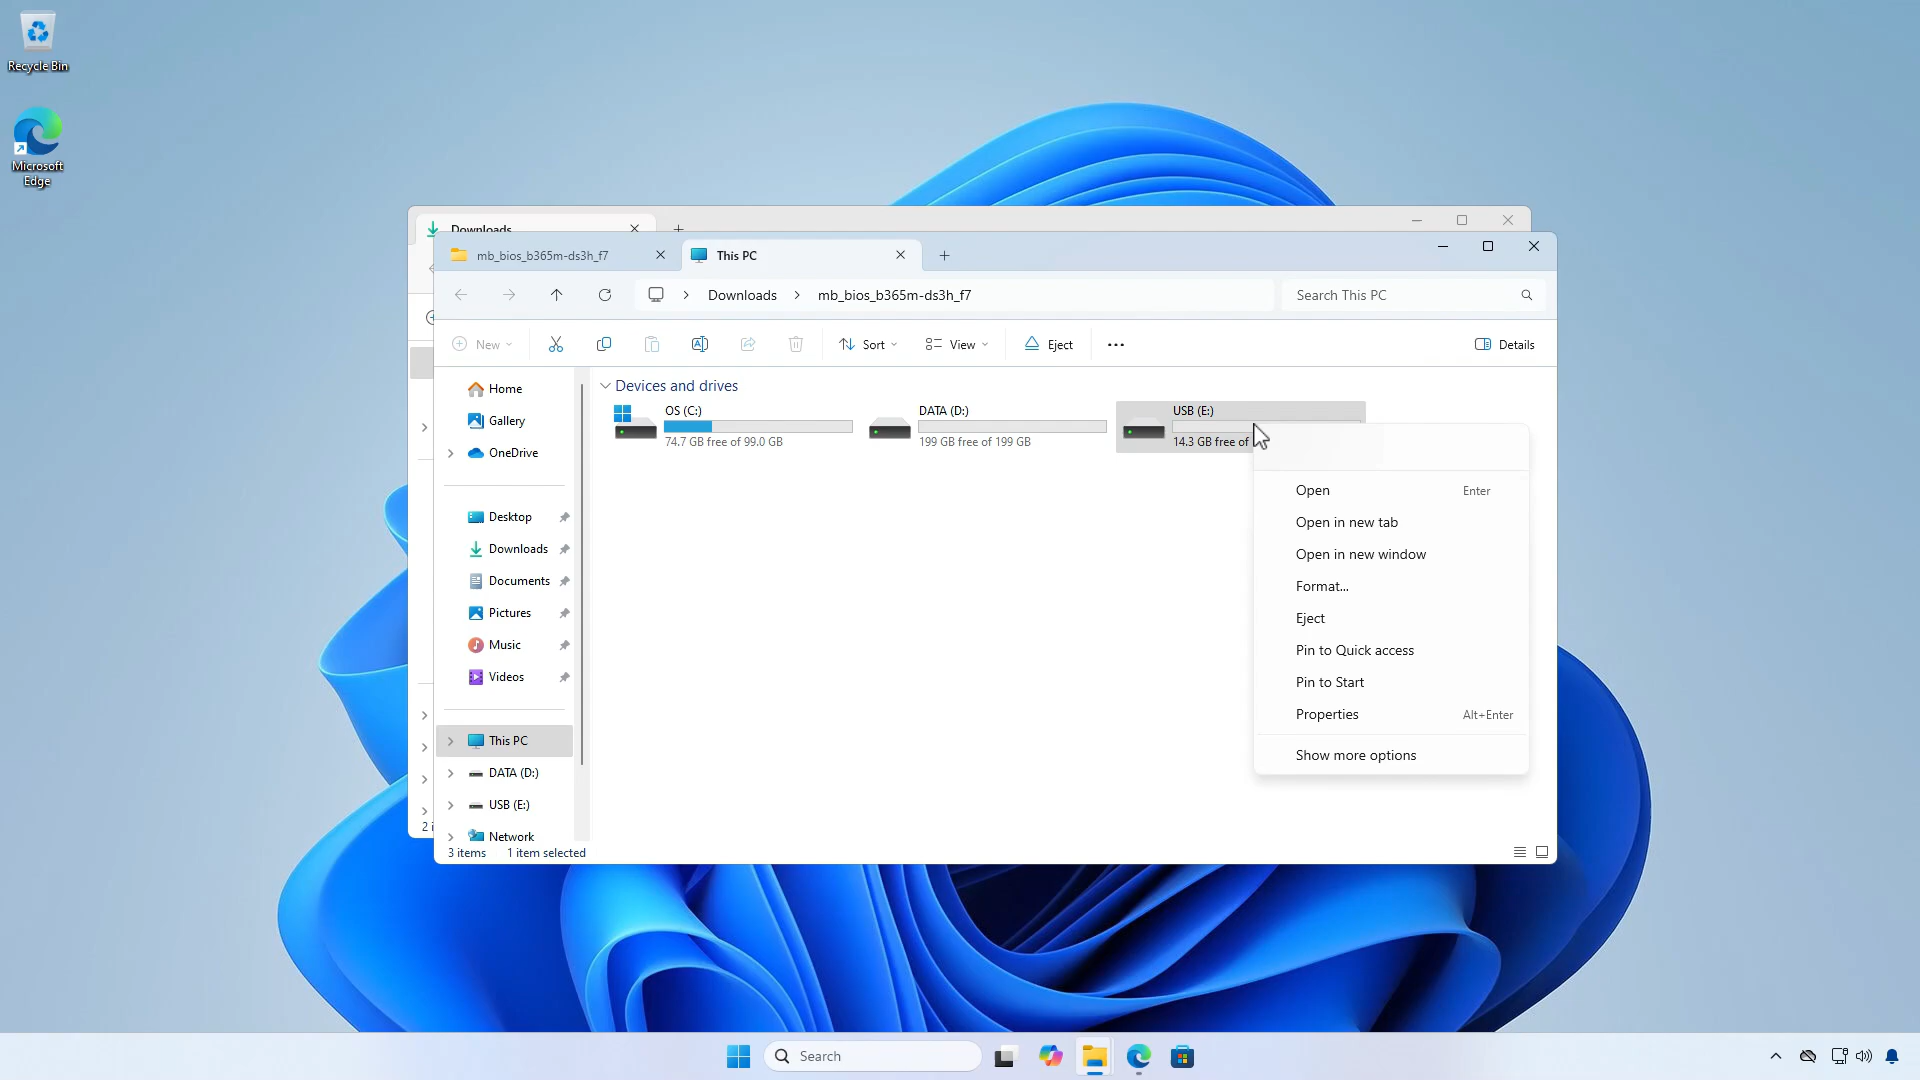 Recycle Bin
Microsoft
Edge
Downloads
mb_bios_b365m-ds3h_f7
This PC
Downloads
mb_bios_b365m-ds3h_f7
Search This PC
New
Sort
View
Eject
Details
Home
Gallery
OneDrive
Desktop
Downloads
Documents
Pictures
Music
Videos
This PC
DATA (D:)
USB (E:)
Network
Devices and drives
OS (C:)
74.7 GB free of 99.0 GB
DATA (D:)
199 GB free of 199 GB
USB (E:)
14.3 GB free of
Open Enter
Open in new tab
Open in new window
Format...
Eject
Pin to Quick access
Pin to Start
Properties Alt+Enter
Show more options
2 i
3 items 1 item selected
Search